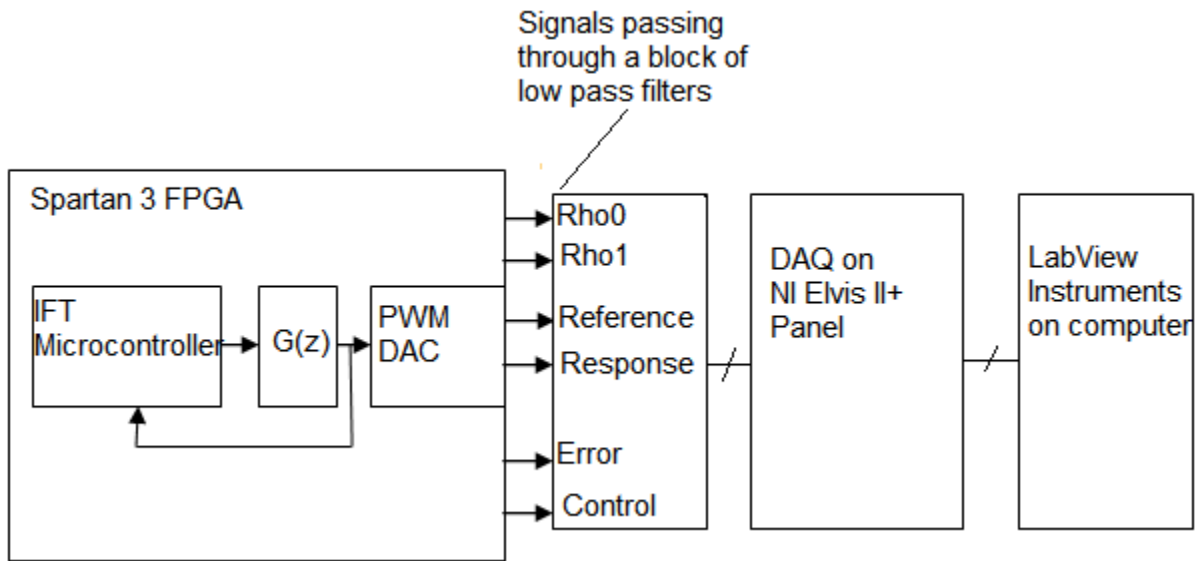 Signals passing
through a block of
low pass filters
Spartan 3 FPGA
IFT
Microcontroller
G(z)
PWM
DAC
Rho0
Rho1
Reference
Response
Error
Control
DAQ on
NI Elvis II+
Panel
LabView
Instruments
on computer